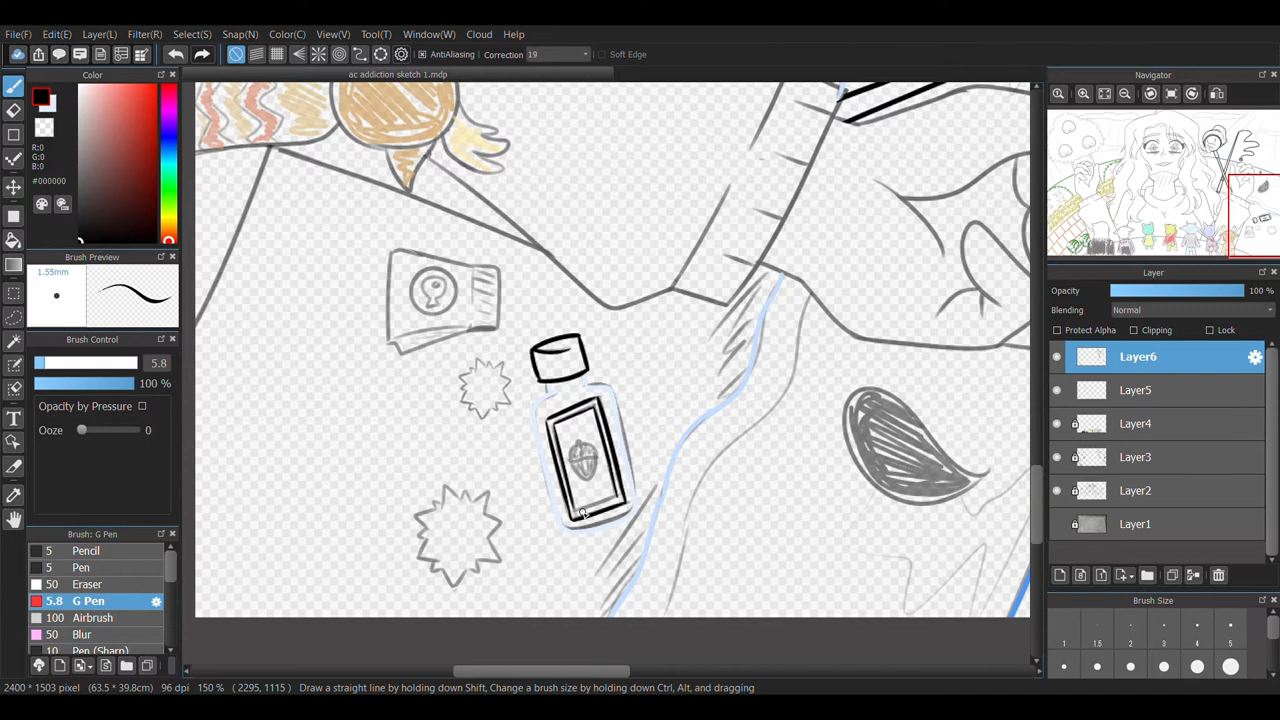 File(F) Edit(E) Layer(L) Filter(R) Select(S) Snap(N) Color(C) View(V) Tool(T) Window(W) Cloud Help
AntiAliasing Correction 19 Soft Edge
Color
ac addiction sketch 1.mdp
Navigator
R:0
G:0
B:0
#000000
Brush Preview
1.55mm
Layer
Opacity 100 %
Blending Normal
Protect Alpha Clipping Lock
Brush Control
5.8
100 %
Opacity by Pressure
Ooze 0
Layer6
Layer5
Layer4
Layer3
Layer2
Layer1
Brush: G Pen
5 Pencil
5 Pen
50 Eraser
5.8 G Pen
100 Airbrush
50 Blur
10 Pen (Sharp)
Brush Size
1 1.5 2 3 4 5
2400 * 1503 pixel (63.5 * 39.8cm) 96 dpi 150 % ( 2295, 1115 ) Draw a straight line by holding down Shift, Change a brush size by holding down Ctrl, Alt, and dragging